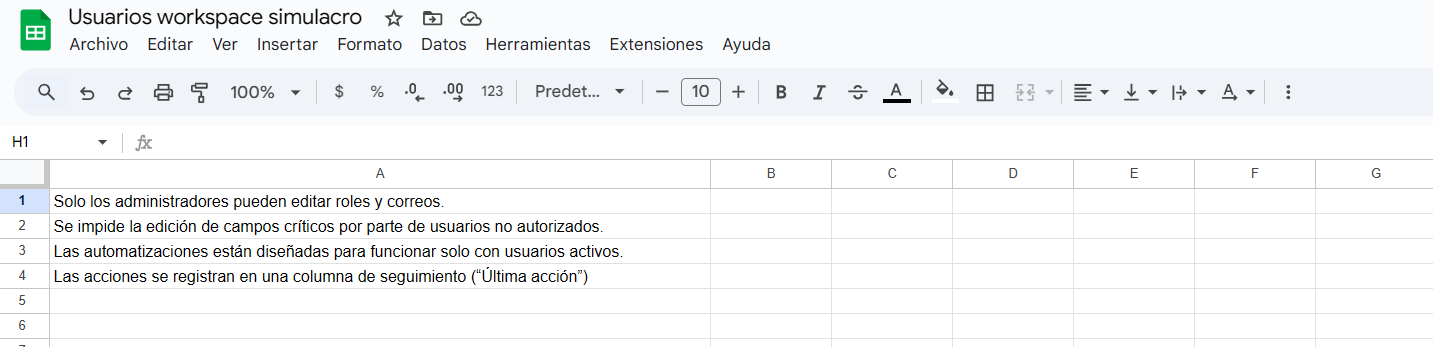 Usuarios workspace simulacro
Archivo Editar Ver Insertar Formato Datos Herramientas Extensiones Ayuda
100% $ % .0 .00 123 Predet... 10 B I S A A
H1 fx
A B C D E F G
1 Solo los administradores pueden editar roles y correos.
2 Se impide la edición de campos críticos por parte de usuarios no autorizados.
3 Las automatizaciones están diseñadas para funcionar solo con usuarios activos.
4 Las acciones se registran en una columna de seguimiento (“Última acción”)
5
6